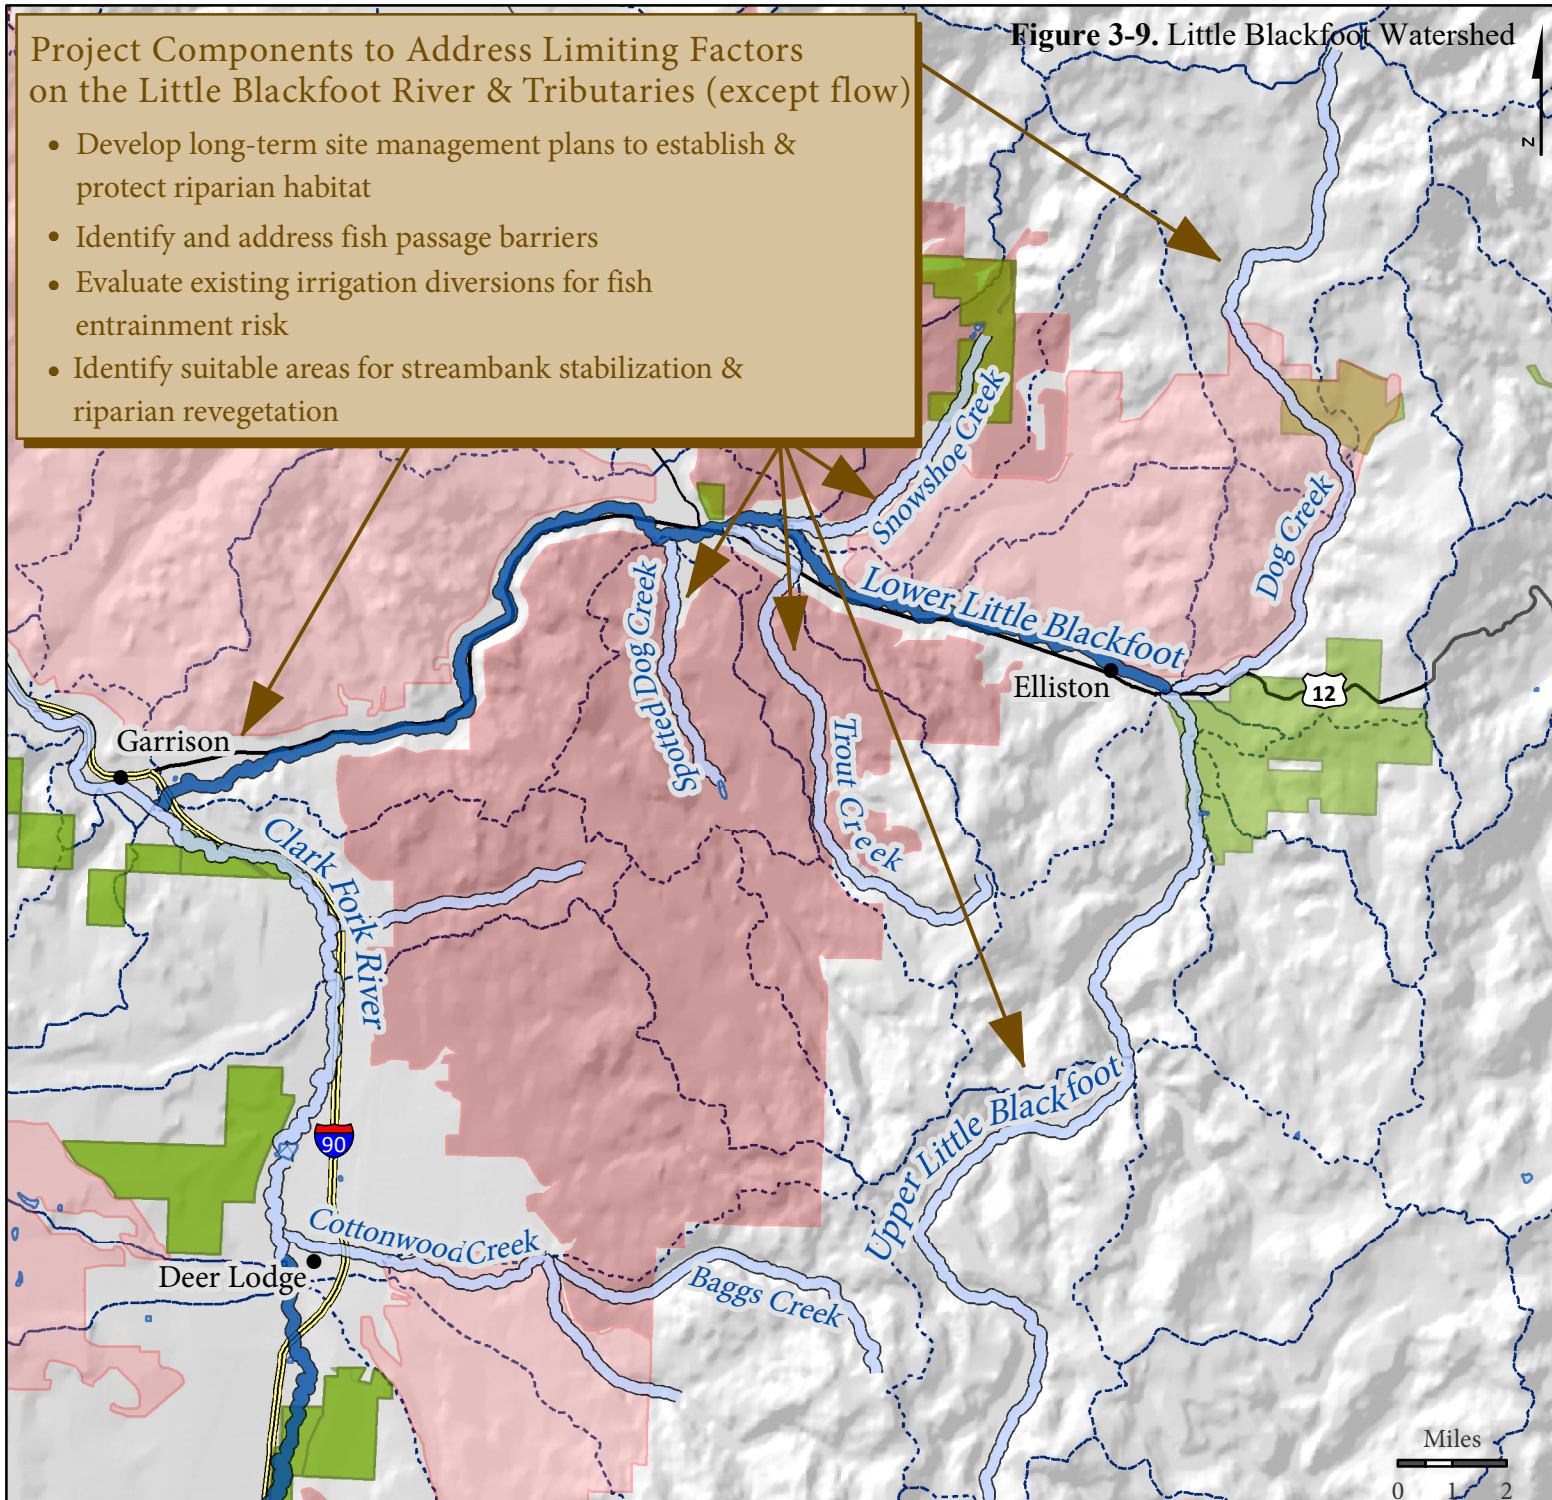 Figure 3-9. Little Blackfoot Watershed
Project Components to Address Limiting Factors
on the Little Blackfoot River & Tributaries (except flow)
• Develop long-term site management plans to establish &
protect riparian habitat
• Identify and address fish passage barriers
• Evaluate existing irrigation diversions for fish
entrainment risk
• Identify suitable areas for streambank stabilization &
riparian revegetation
N
Snowshoe Creek
Dog Creek
Lower Little Blackfoot
Spotted Dog Creek
Elliston
12
Trout Creek
Garrison
Clark Fork River
Upper Little Blackfoot
90
Cottonwood Creek
Deer Lodge
Baggs Creek
Miles
0 1 2